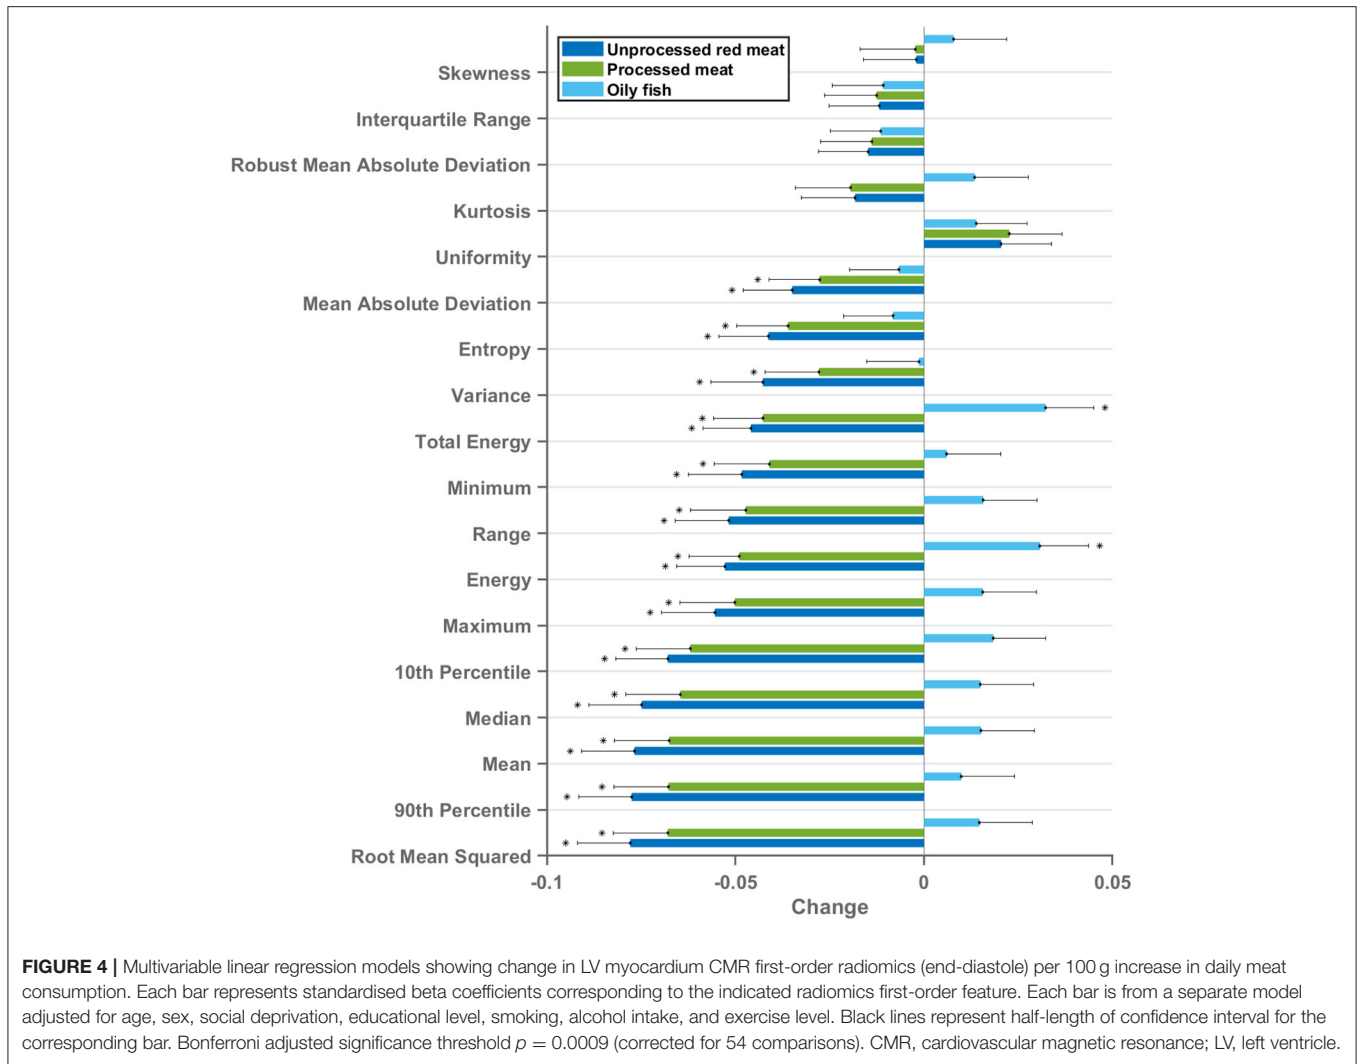 Unprocessed red meat
Processed meat
Oily fish
Skewness
Interquartile Range
Robust Mean Absolute Deviation
Kurtosis
Uniformity
Mean Absolute Deviation
Entropy
Variance
Total Energy
Minimum
Range
Energy
Maximum
10th Percentile
Median
Mean
90th Percentile
Root Mean Squared
-0.1 -0.05 0 0.05
Change
FIGURE 4 | Multivariable linear regression models showing change in LV myocardium CMR first-order radiomics (end-diastole) per 100 g increase in daily meat
consumption. Each bar represents standardised beta coefficients corresponding to the indicated radiomics first-order feature. Each bar is from a separate model
adjusted for age, sex, social deprivation, educational level, smoking, alcohol intake, and exercise level. Black lines represent half-length of confidence interval for the
corresponding bar. Bonferroni adjusted significance threshold p = 0.0009 (corrected for 54 comparisons). CMR, cardiovascular magnetic resonance; LV, left ventricle.